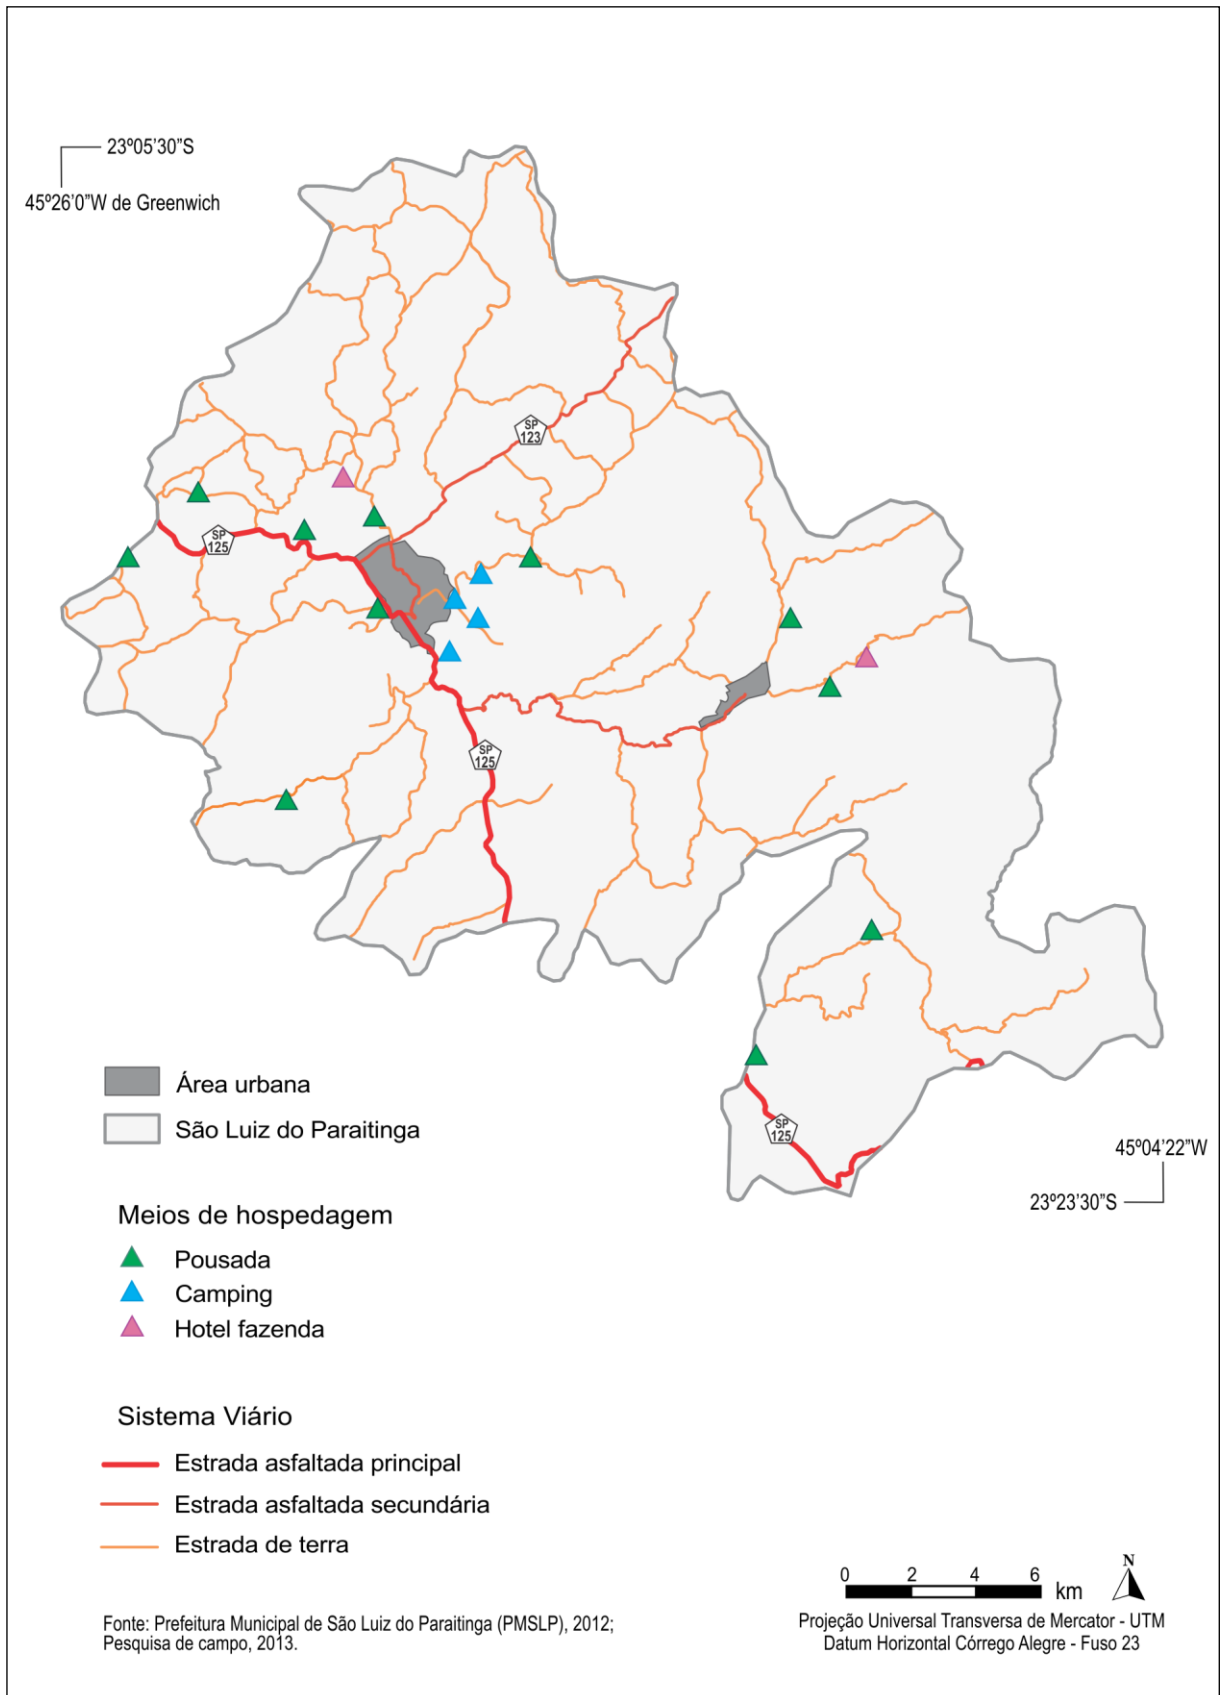 23º05'30"S
45º26'0"W de Greenwich
SP
123
SP
125
SP
125
SP
125
Área urbana
São Luiz do Paraitinga
45º04'22"W
23º23'30"S
Meios de hospedagem
Pousada
Camping
Hotel fazenda
Sistema Viário
Estrada asfaltada principal
Estrada asfaltada secundária
Estrada de terra
N
0 2 4 6
km
Projeção Universal Transversa de Mercator - UTM
Datum Horizontal Córrego Alegre - Fuso 23
Fonte: Prefeitura Municipal de São Luiz do Paraitinga (PMSLP), 2012;
Pesquisa de campo, 2013.